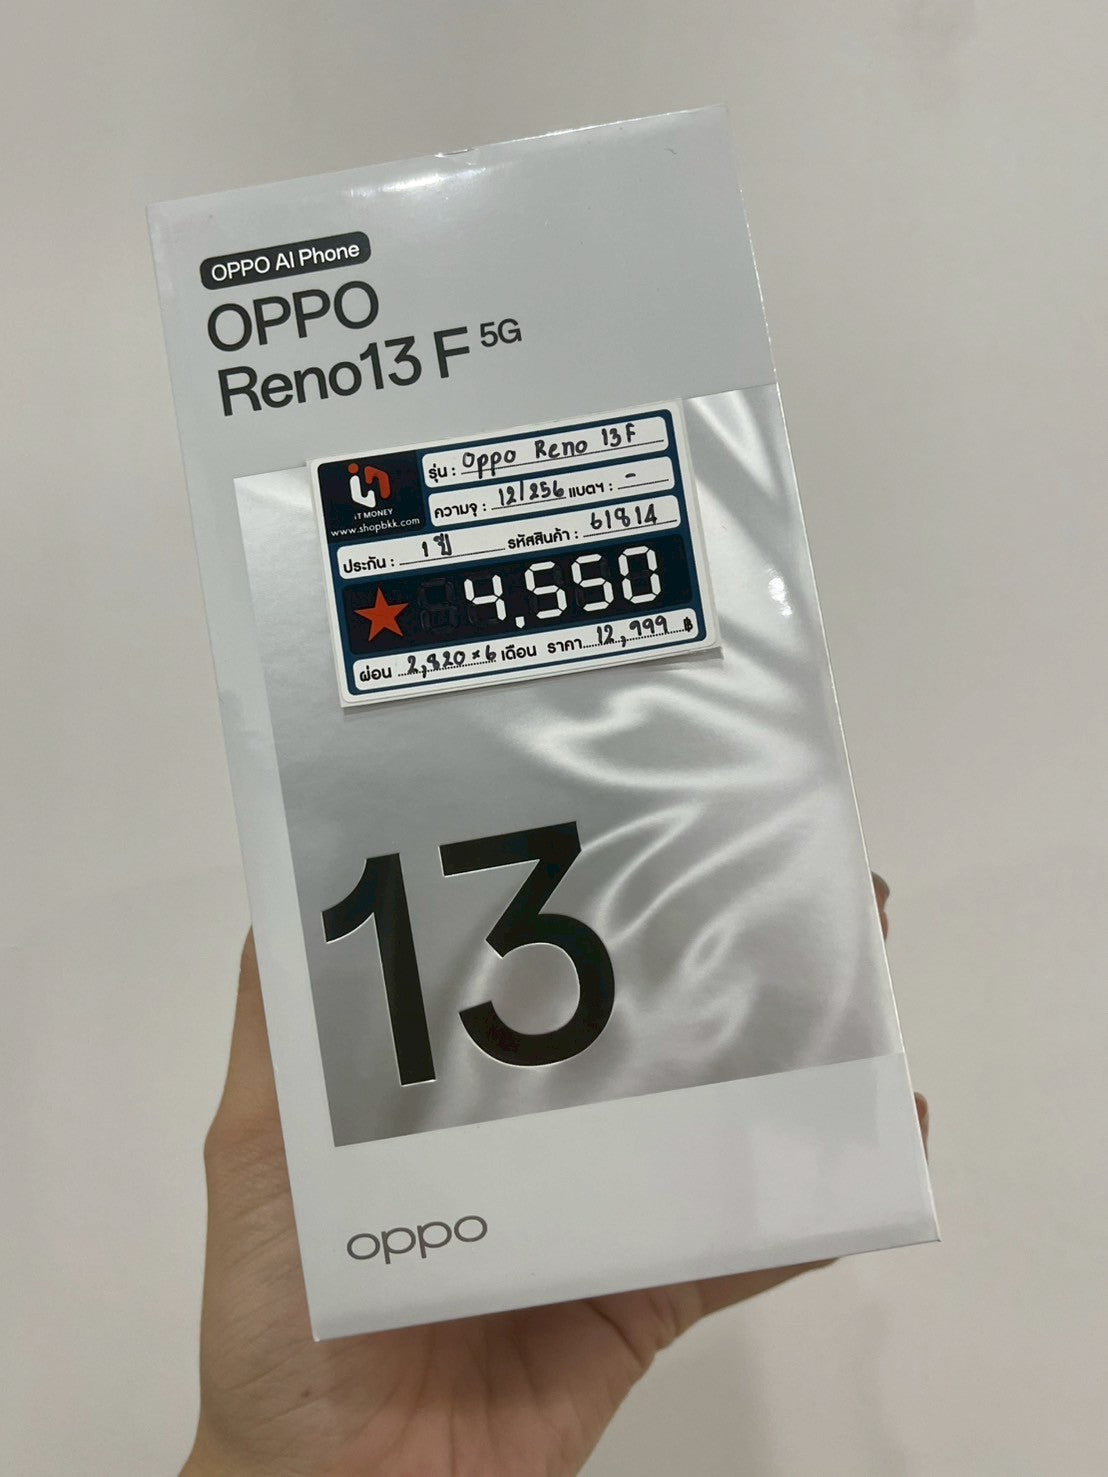 OPPO AI Phone
OPPO
Reno13 F 5G
iT MONEY
www.shopbkk.com
รุ่น : Oppo Reno 13F
ความจุ : 12/256 แบตฯ : -
ประกัน : 1 ปี รหัสสินค้า : 61814
4,550
ผ่อน 2,820 × 6 เดือน ราคา 12,999 ฿
13
oppo